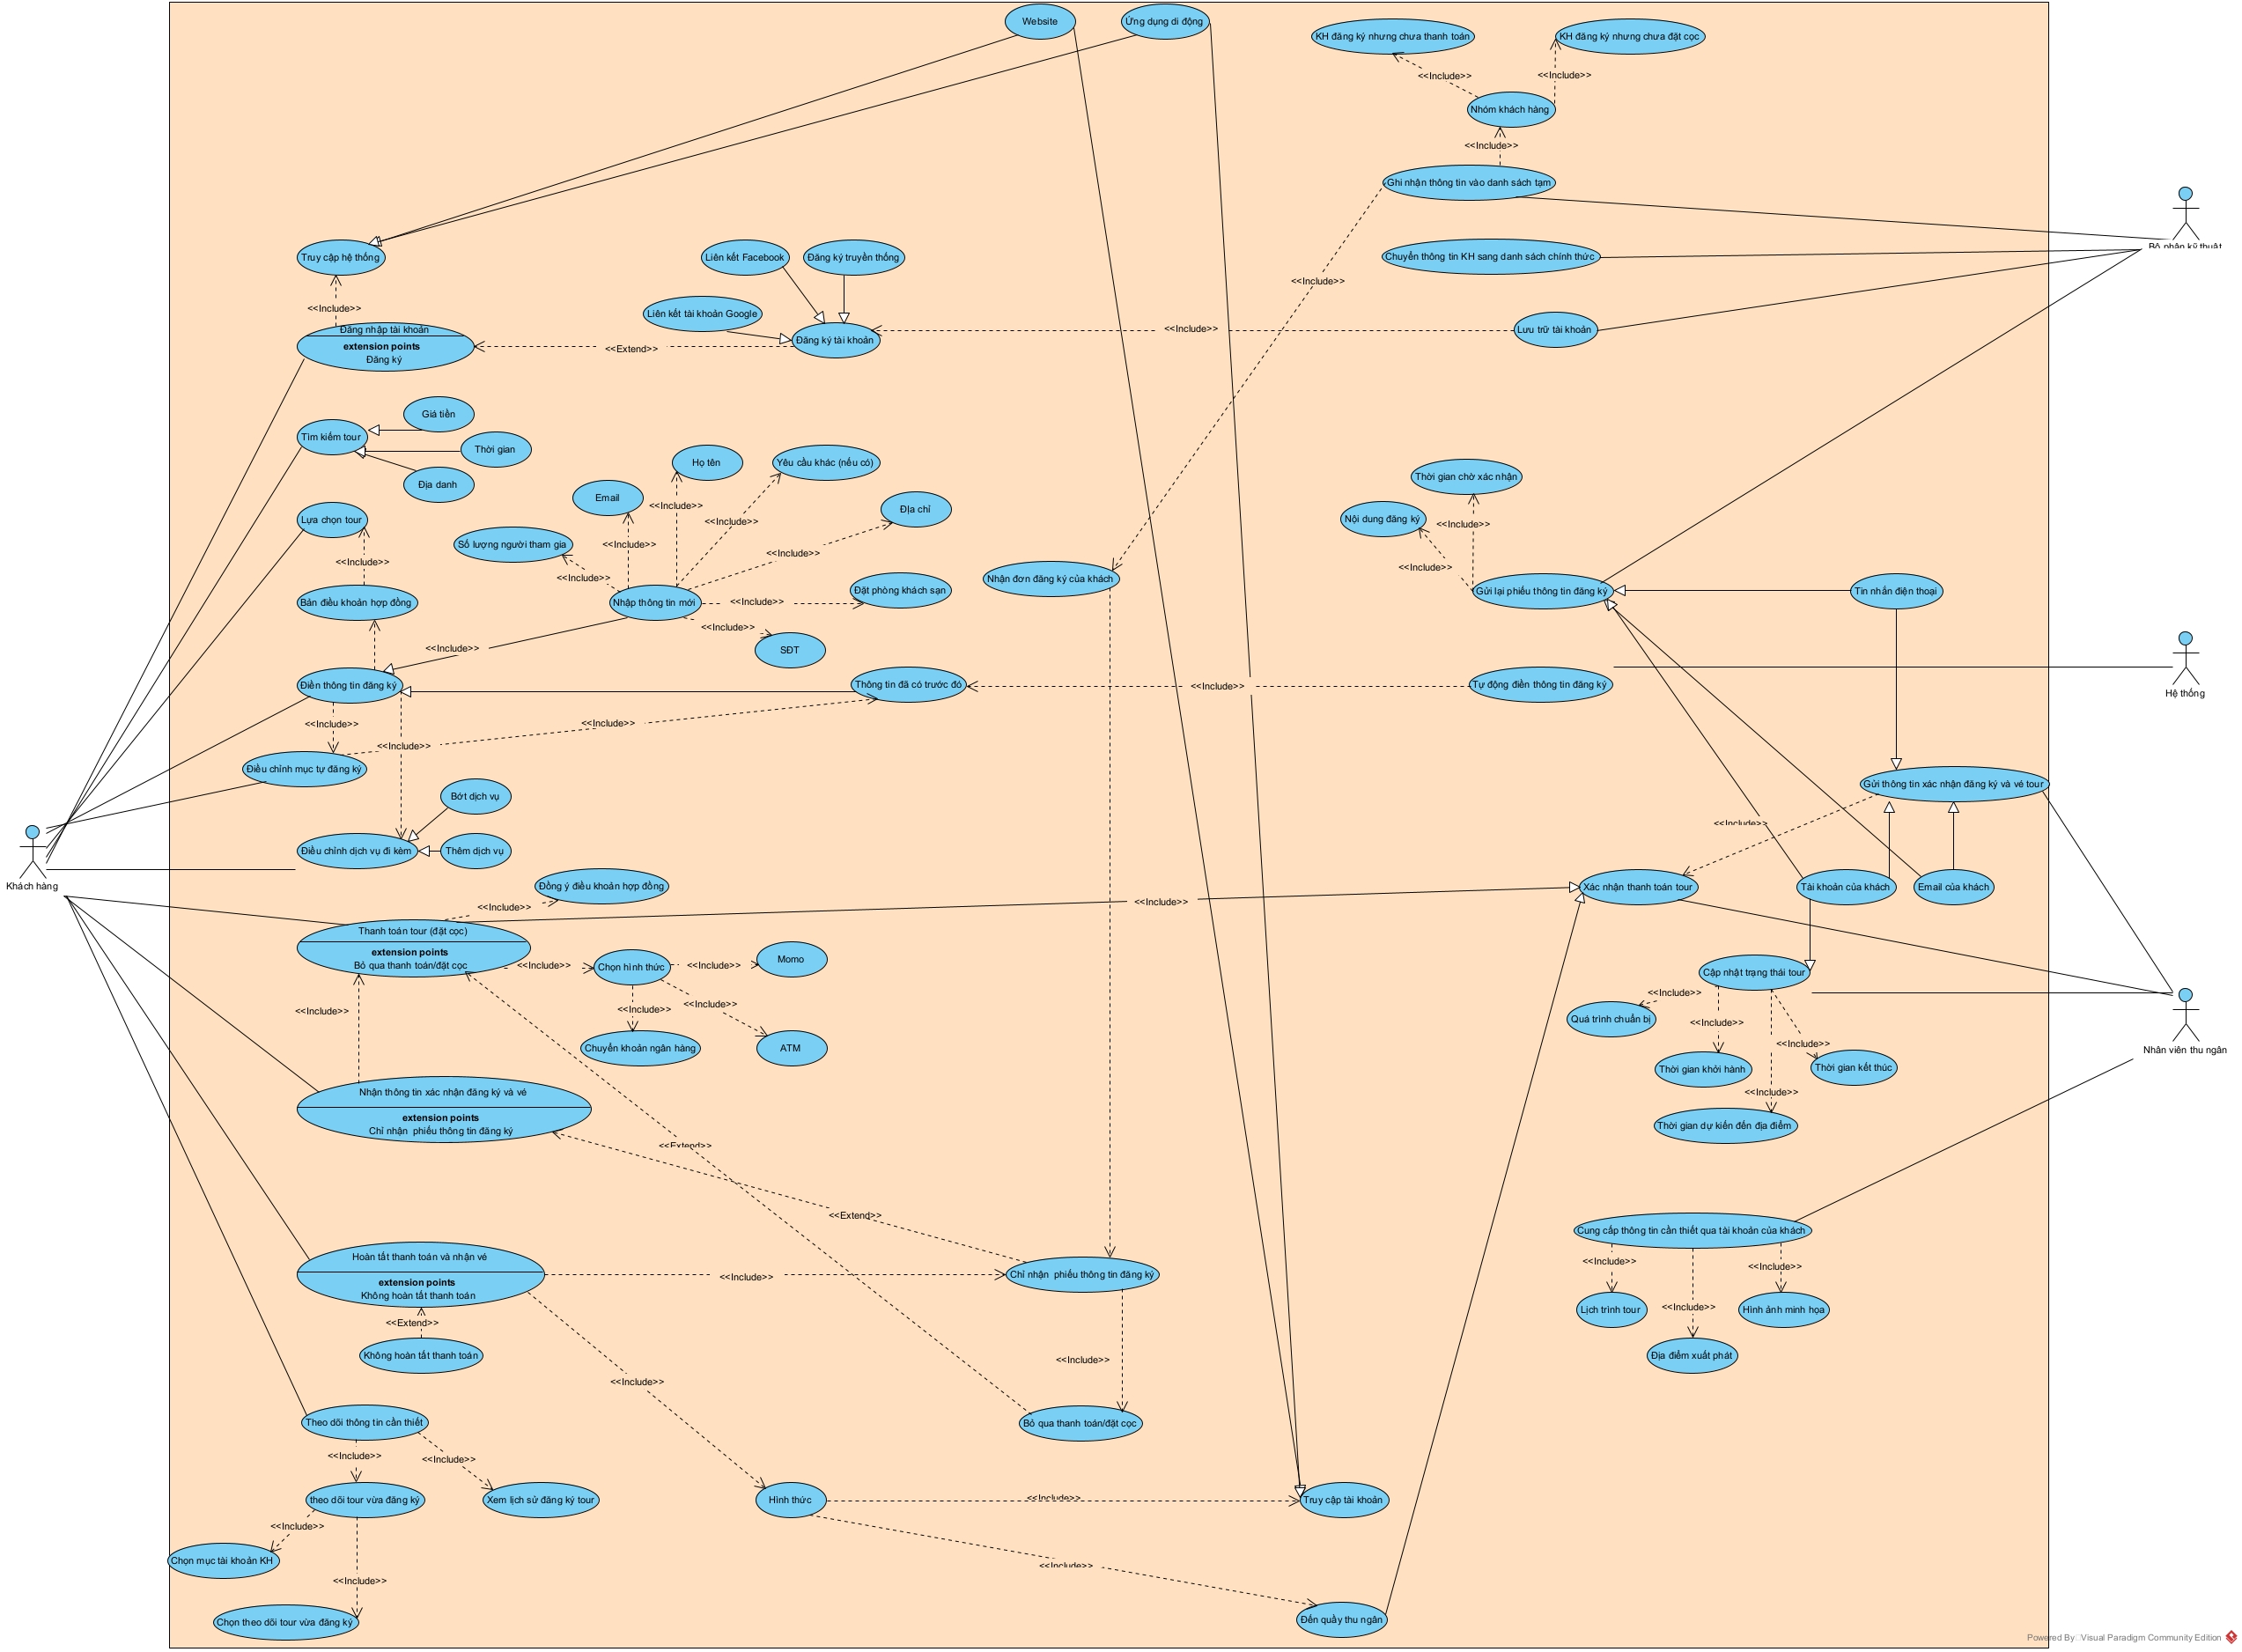 Website
Ứng dụng di động
KH đăng ký nhưng chưa thanh toán
KH đăng ký nhưng chưa đặt cọc
<<Include>>
<<Include>>
Nhóm khách hàng
<<Include>>
Ghi nhận thông tin vào danh sách tạm
Bộ phận kỹ thuật
Truy cập hệ thống
Liên kết Facebook
Đăng ký truyền thống
Chuyển thông tin KH sang danh sách chính thức
<<Include>>
<<Include>>
Liên kết tài khoản Google
Đăng nhập tài khoản
extension points
Đăng ký
<<Extend>>
Đăng ký tài khoản
<<Include>>
Lưu trữ tài khoản
Giá tiền
Tìm kiếm tour
Thời gian
Địa danh
Họ tên
Yêu cầu khác (nếu có)
Thời gian chờ xác nhận
Email
<<Include>>
<<Include>>
Địa chỉ
Lựa chọn tour
Nội dung đăng ký
<<Include>>
Số lượng người tham gia
<<Include>>
<<Include>>
<<Include>>
<<Include>>
<<Include>>
Nhận đơn đăng ký của khách
Đặt phòng khách sạn
Gửi lại phiếu thông tin đăng ký
Tin nhắn điện thoại
Bản điều khoản hợp đồng
Nhập thông tin mới
<<Include>>
<<Include>>
<<Include>>
SĐT
Điền thông tin đăng ký
Thông tin đã có trước đó
<<Include>>
Tự động điền thông tin đăng ký
Hệ thống
<<Include>>
<<Include>>
<<Include>>
Điều chỉnh mục tự đăng ký
Gửi thông tin xác nhận đăng ký và vé tour
Bớt dịch vụ
<<Include>>
Điều chỉnh dịch vụ đi kèm
Thêm dịch vụ
Khách hàng
Đồng ý điều khoản hợp đồng
Xác nhận thanh toán tour
Tài khoản của khách
Email của khách
<<Include>>
<<Include>>
Thanh toán tour (đặt cọc)
extension points
Bỏ qua thanh toán/đặt cọc
<<Include>>
Chọn hình thức
<<Include>>
Momo
Cập nhật trạng thái tour
<<Include>>
<<Include>>
<<Include>>
<<Include>>
Quá trình chuẩn bị
<<Include>>
<<Include>>
Chuyển khoản ngân hàng
ATM
Nhân viên thu ngân
Thời gian khởi hành
Thời gian kết thúc
Nhận thông tin xác nhận đăng ký và vé
extension points
Chỉ nhận phiếu thông tin đăng ký
<<Include>>
Thời gian dự kiến đến địa điểm
<<Extend>>
<<Extend>>
Cung cấp thông tin cần thiết qua tài khoản của khách
Hoàn tất thanh toán và nhận vé
extension points
Không hoàn tất thanh toán
<<Include>>
Chỉ nhận phiếu thông tin đăng ký
<<Include>>
<<Include>>
<<Include>>
Lịch trình tour
Hình ảnh minh họa
<<Extend>>
Không hoàn tất thanh toán
<<Include>>
Địa điểm xuất phát
<<Include>>
Theo dõi thông tin cần thiết
Bỏ qua thanh toán/đặt cọc
<<Include>>
<<Include>>
theo dõi tour vừa đăng ký
Xem lịch sử đăng ký tour
Hình thức
<<Include>>
Truy cập tài khoản
<<Include>>
Chọn mục tài khoản KH
<<Include>>
<<Include>>
Chọn theo dõi tour vừa đăng ký
Đến quầy thu ngân
Powered By Visual Paradigm Community Edition